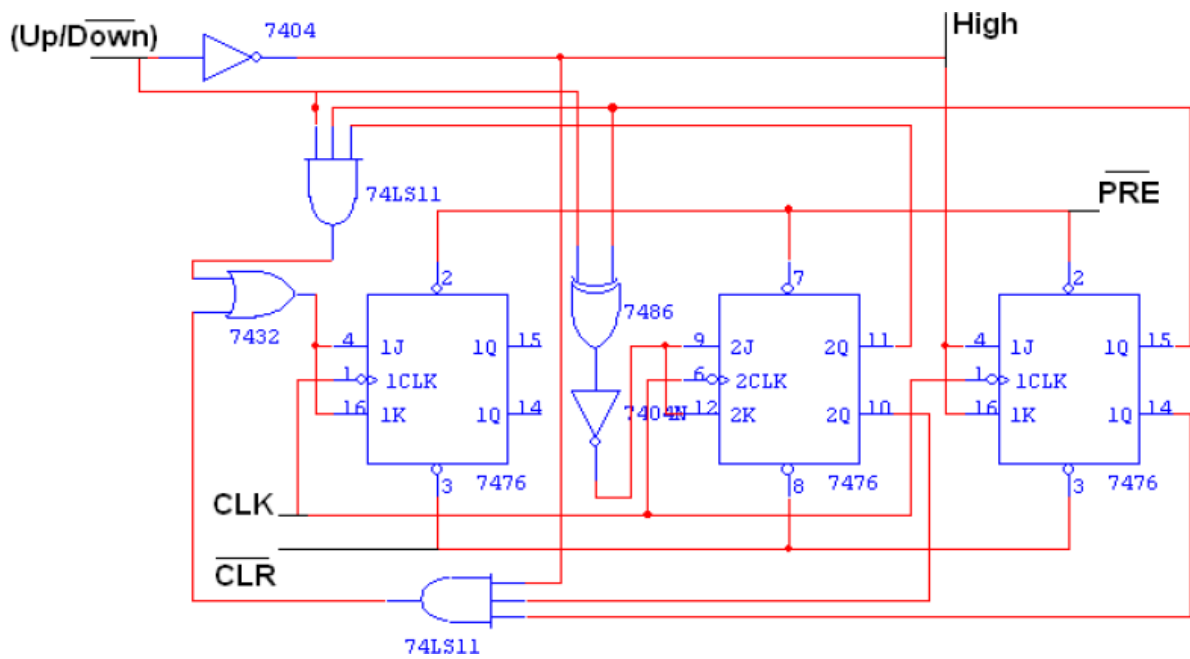 (Up/Down)
7404
High
74LS11
PRE
7432
7486
2
7
2
4 1J 1Q 15
1 1CLK
16 1K 1Q 14
3 7476
9 2J 2Q 11
6 2CLK
12 2K 2Q 10
8 7476
7404N
4 1J 1Q 15
1 1CLK
16 1K 1Q 14
3 7476
CLK
CLR
74LS11